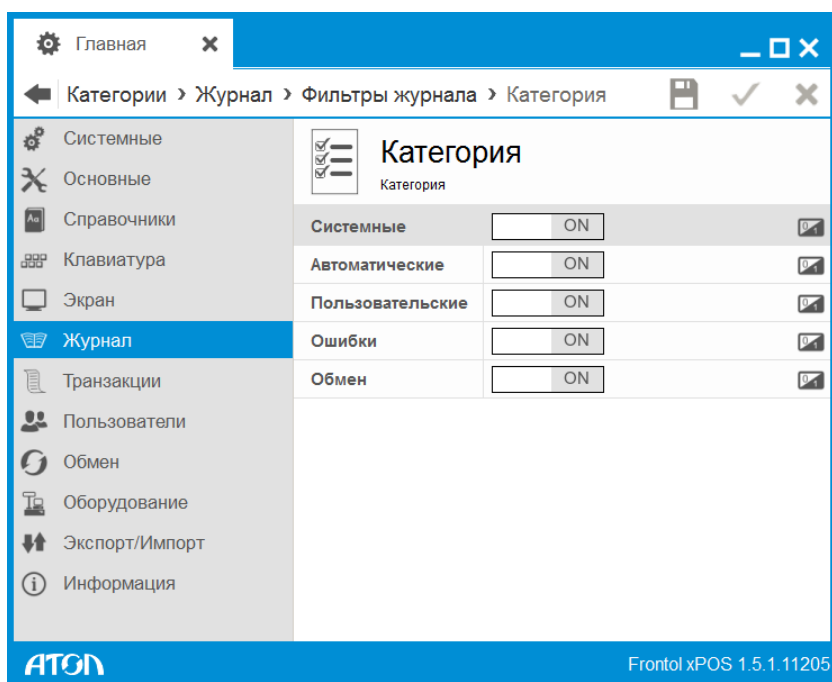 Главная
Категории › Журнал › Фильтры журнала › Категория
Системные
Основные
Справочники
Клавиатура
Экран
Журнал
Транзакции
Пользователи
Обмен
Оборудование
Экспорт/Импорт
Информация
Категория
Категория
Системные ON
Автоматические ON
Пользовательские ON
Ошибки ON
Обмен ON
АТОЛ
Frontol xPOS 1.5.1.11205